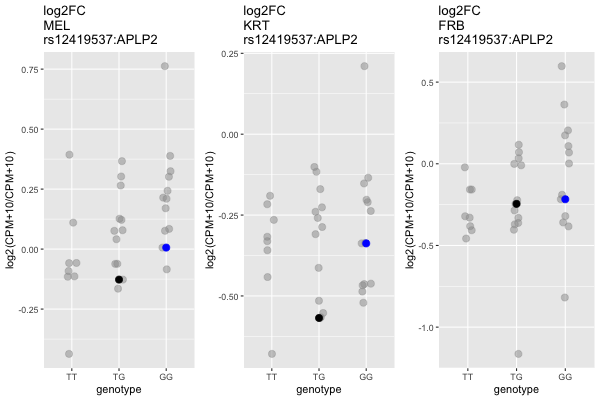 log2FC
MEL
rs12419537:APLP2
log2(CPM+10/CPM+10)
0.75
0.50
0.25
0.00
-0.25
TT TG GG
genotype
log2FC
KRT
rs12419537:APLP2
log2(CPM+10/CPM+10)
0.25
0.00
-0.25
-0.50
TT TG GG
genotype
log2FC
FRB
rs12419537:APLP2
log2(CPM+10/CPM+10)
0.5
0.0
-0.5
-1.0
TT TG GG
genotype